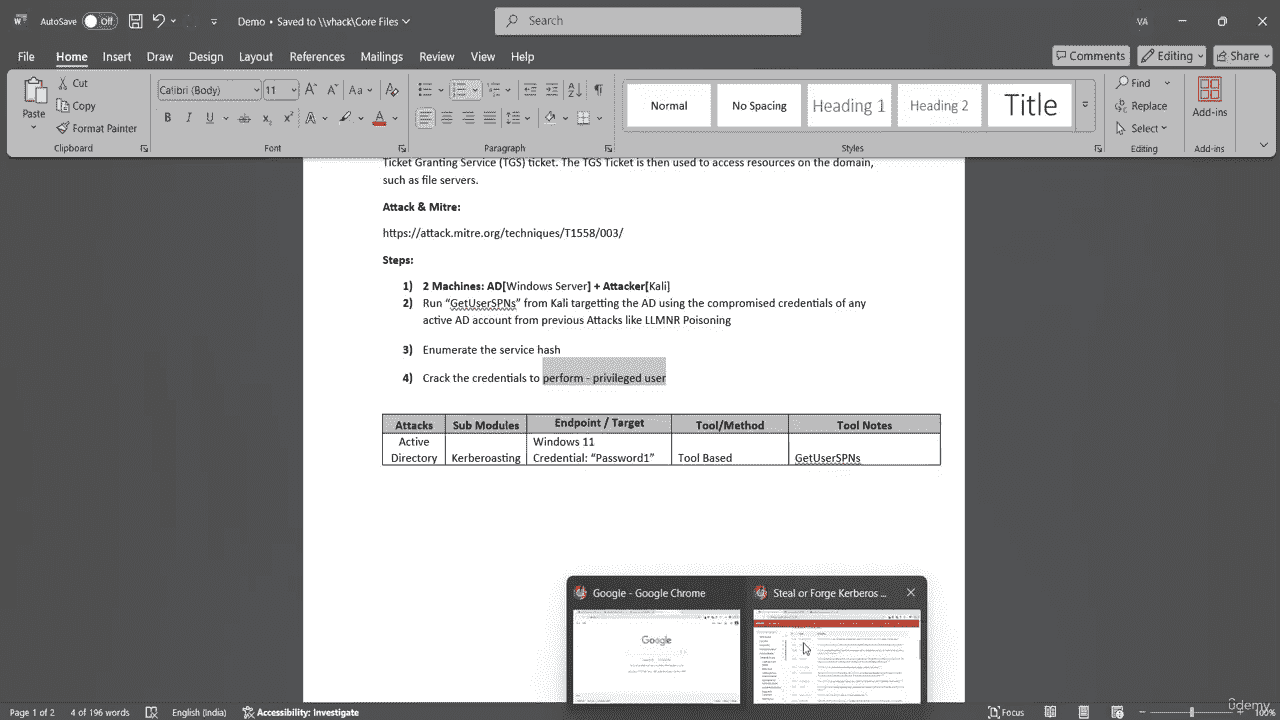 AutoSave Off Demo • Saved to \\vhack\Core Files Search VA
File Home Insert Draw Design Layout References Mailings Review View Help Comments Editing Share
Paste Cut Copy Format Painter
Calibri (Body) 11
Normal No Spacing Heading 1 Heading 2 Title
Find Replace Select Add-ins
Clipboard Font Paragraph Styles Editing Add-ins
Ticket Granting Service (TGS) ticket. The TGS Ticket is then used to access resources on the domain,
such as file servers.
Attack & Mitre:
https://attack.mitre.org/techniques/T1558/003/
Steps:
1) 2 Machines: AD[Windows Server] + Attacker[Kali]
2) Run “GetUserSPNs” from Kali targetting the AD using the compromised credentials of any
active AD account from previous Attacks like LLMNR Poisoning
3) Enumerate the service hash
4) Crack the credentials to perform - privileged user
Attacks Sub Modules Endpoint / Target Tool/Method Tool Notes
Active Windows 11
Directory Kerberoasting Credential: “Password1” Tool Based GetUserSPNs
Google - Google Chrome Steal or Forge Kerberos ...
Google
Page 1 of 2 Accessibility: Investigate Focus 100%
Udemy